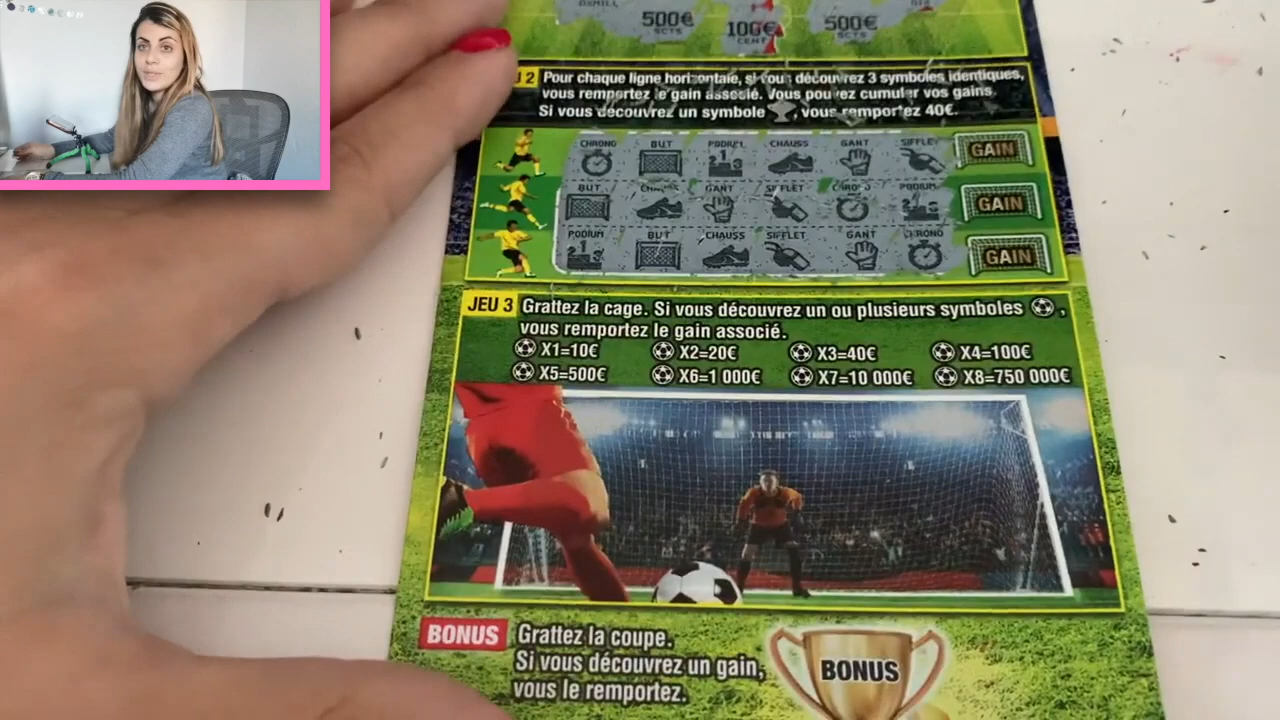 500€ 100€ 500€
SCTS CENT SCTS
JEU 2 Pour chaque ligne horizontale, si vous découvrez 3 symboles identiques,
vous remportez le gain associé. Vous pouvez cumuler vos gains.
Si vous découvrez un symbole , vous remportez 40€.
CHRONO BUT PODIUM CHAUSS GANT SIFFLET GAIN
BUT CHAUSS GANT SIFFLET CHRONO PODIUM GAIN
PODIUM BUT CHAUSS SIFFLET GANT CHRONO GAIN
JEU 3 Grattez la cage. Si vous découvrez un ou plusieurs symboles ,
vous remportez le gain associé.
X1=10€ X2=20€ X3=40€ X4=100€
X5=500€ X6=1 000€ X7=10 000€ X8=750 000€
BONUS Grattez la coupe.
Si vous découvrez un gain,
vous le remportez.
BONUS